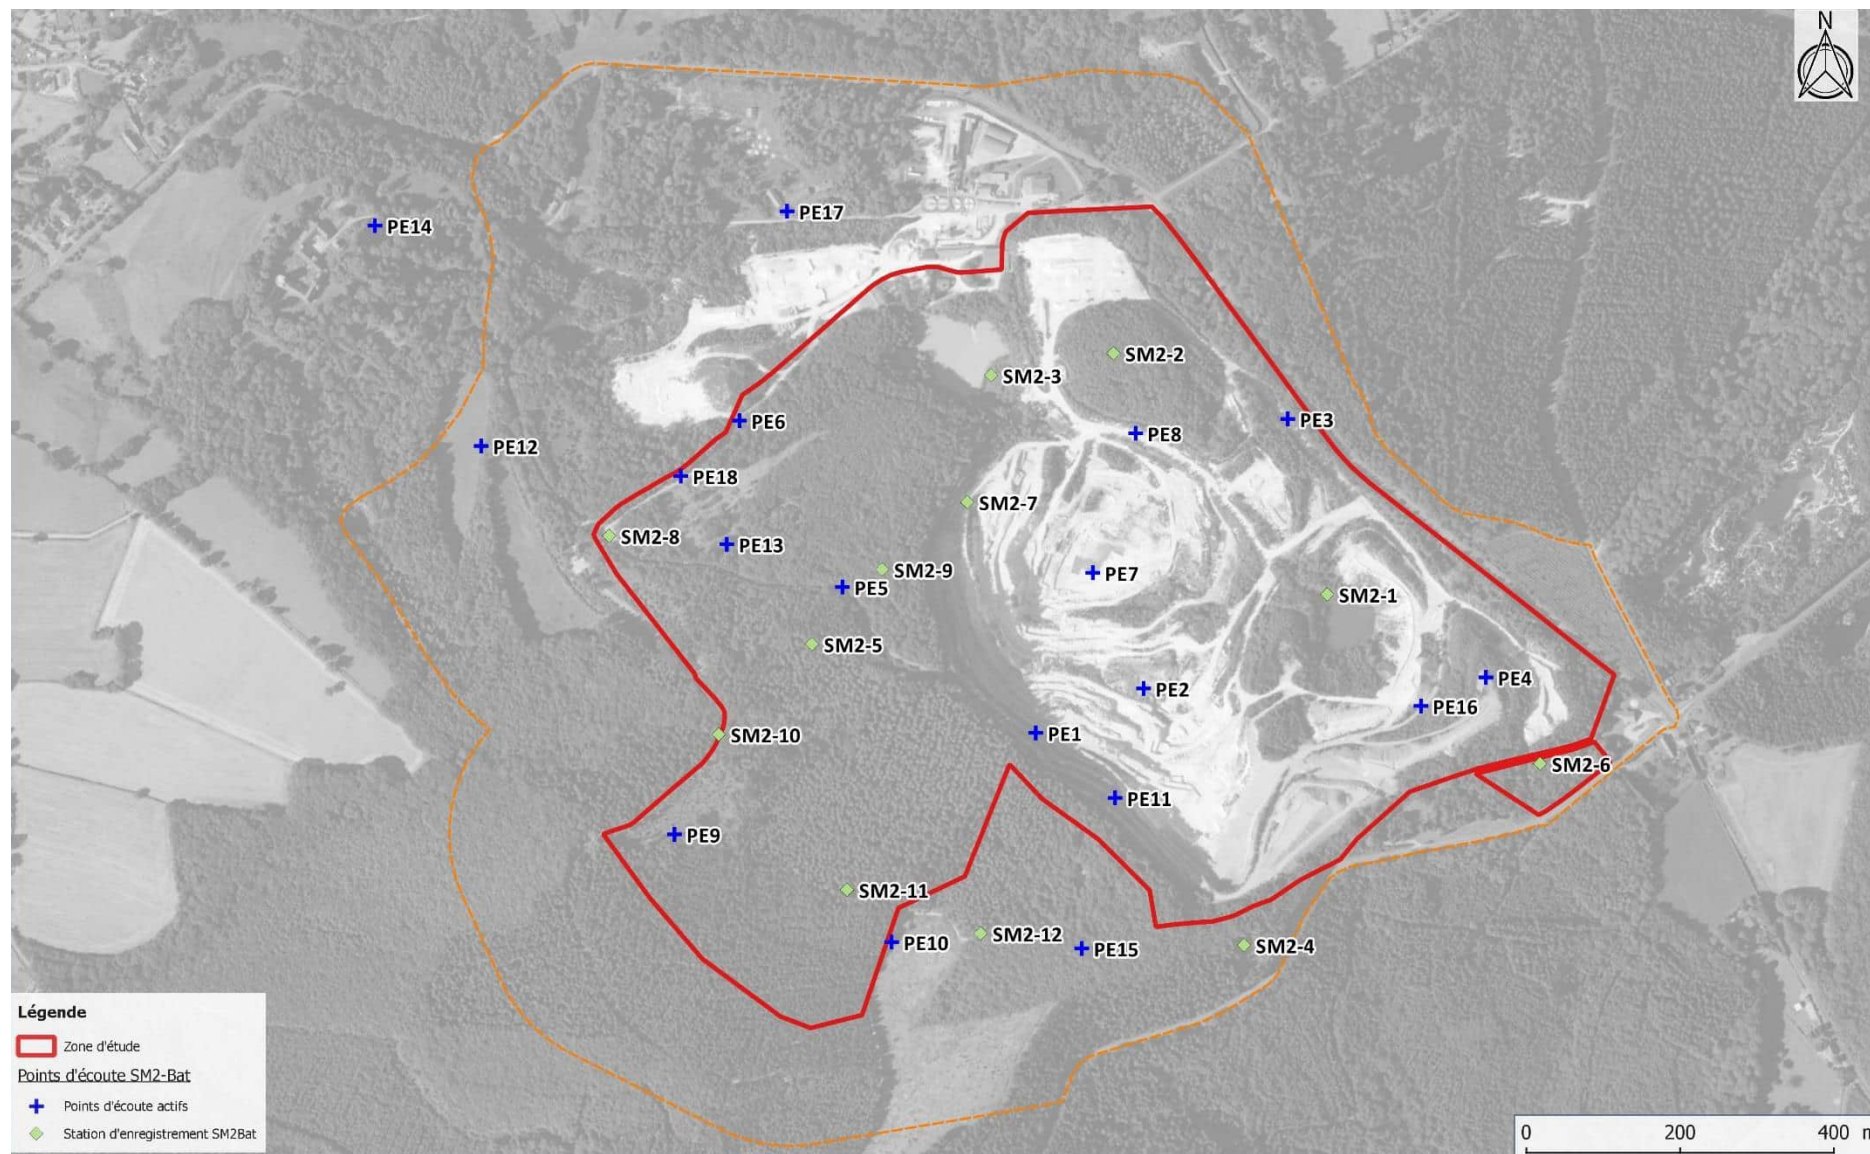 N
PE17
PE14
SM2-2
SM2-3
PE3
PE6
PE8
PE12
PE18
SM2-7
SM2-8
PE13
SM2-9
PE7
PE5
SM2-1
SM2-5
PE4
PE2
PE16
PE1
SM2-10
SM2-6
PE11
PE9
SM2-11
SM2-12
PE10
PE15
SM2-4
Légende
Zone d'étude
Points d'écoute SM2-Bat
Points d'écoute actifs
Station d'enregistrement SM2Bat
0 200 400 m